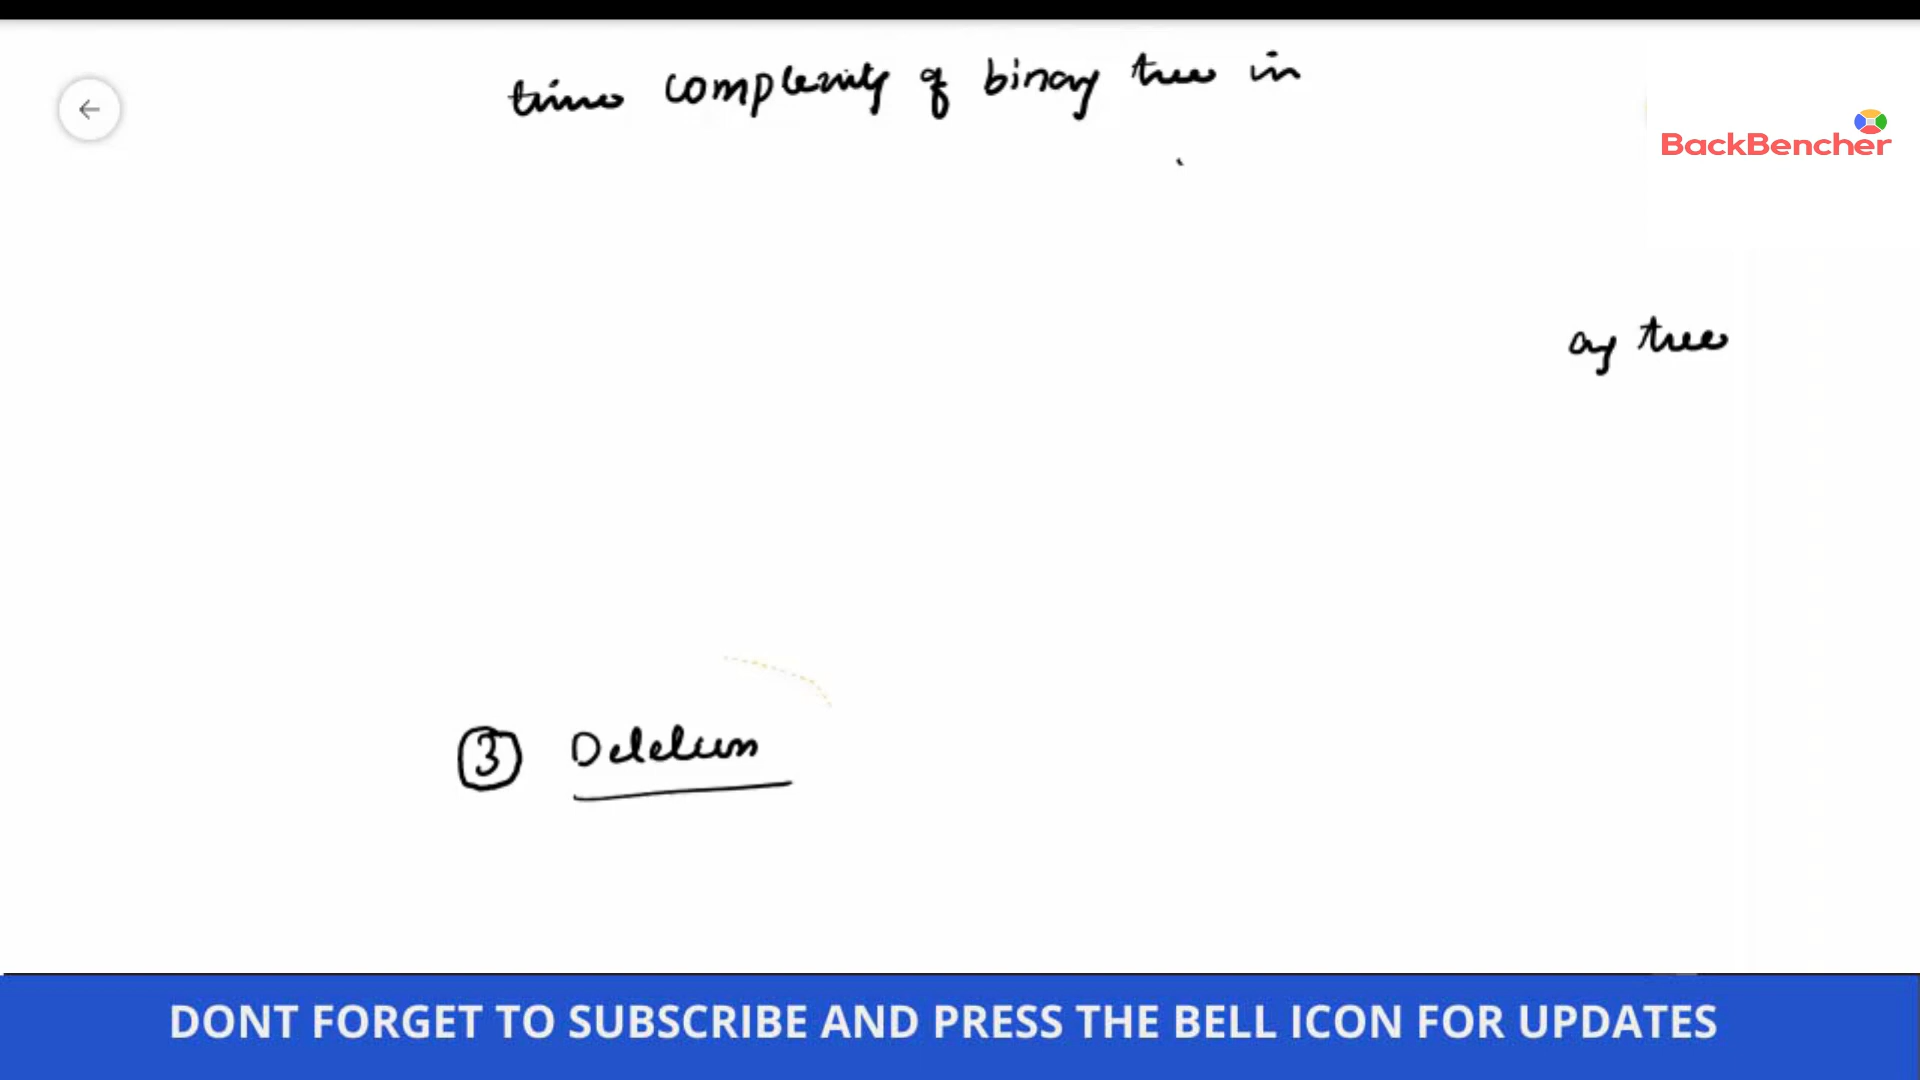 time complexity of binary tree in
BackBencher
ary tree
3 Deletion
DONT FORGET TO SUBSCRIBE AND PRESS THE BELL ICON FOR UPDATES